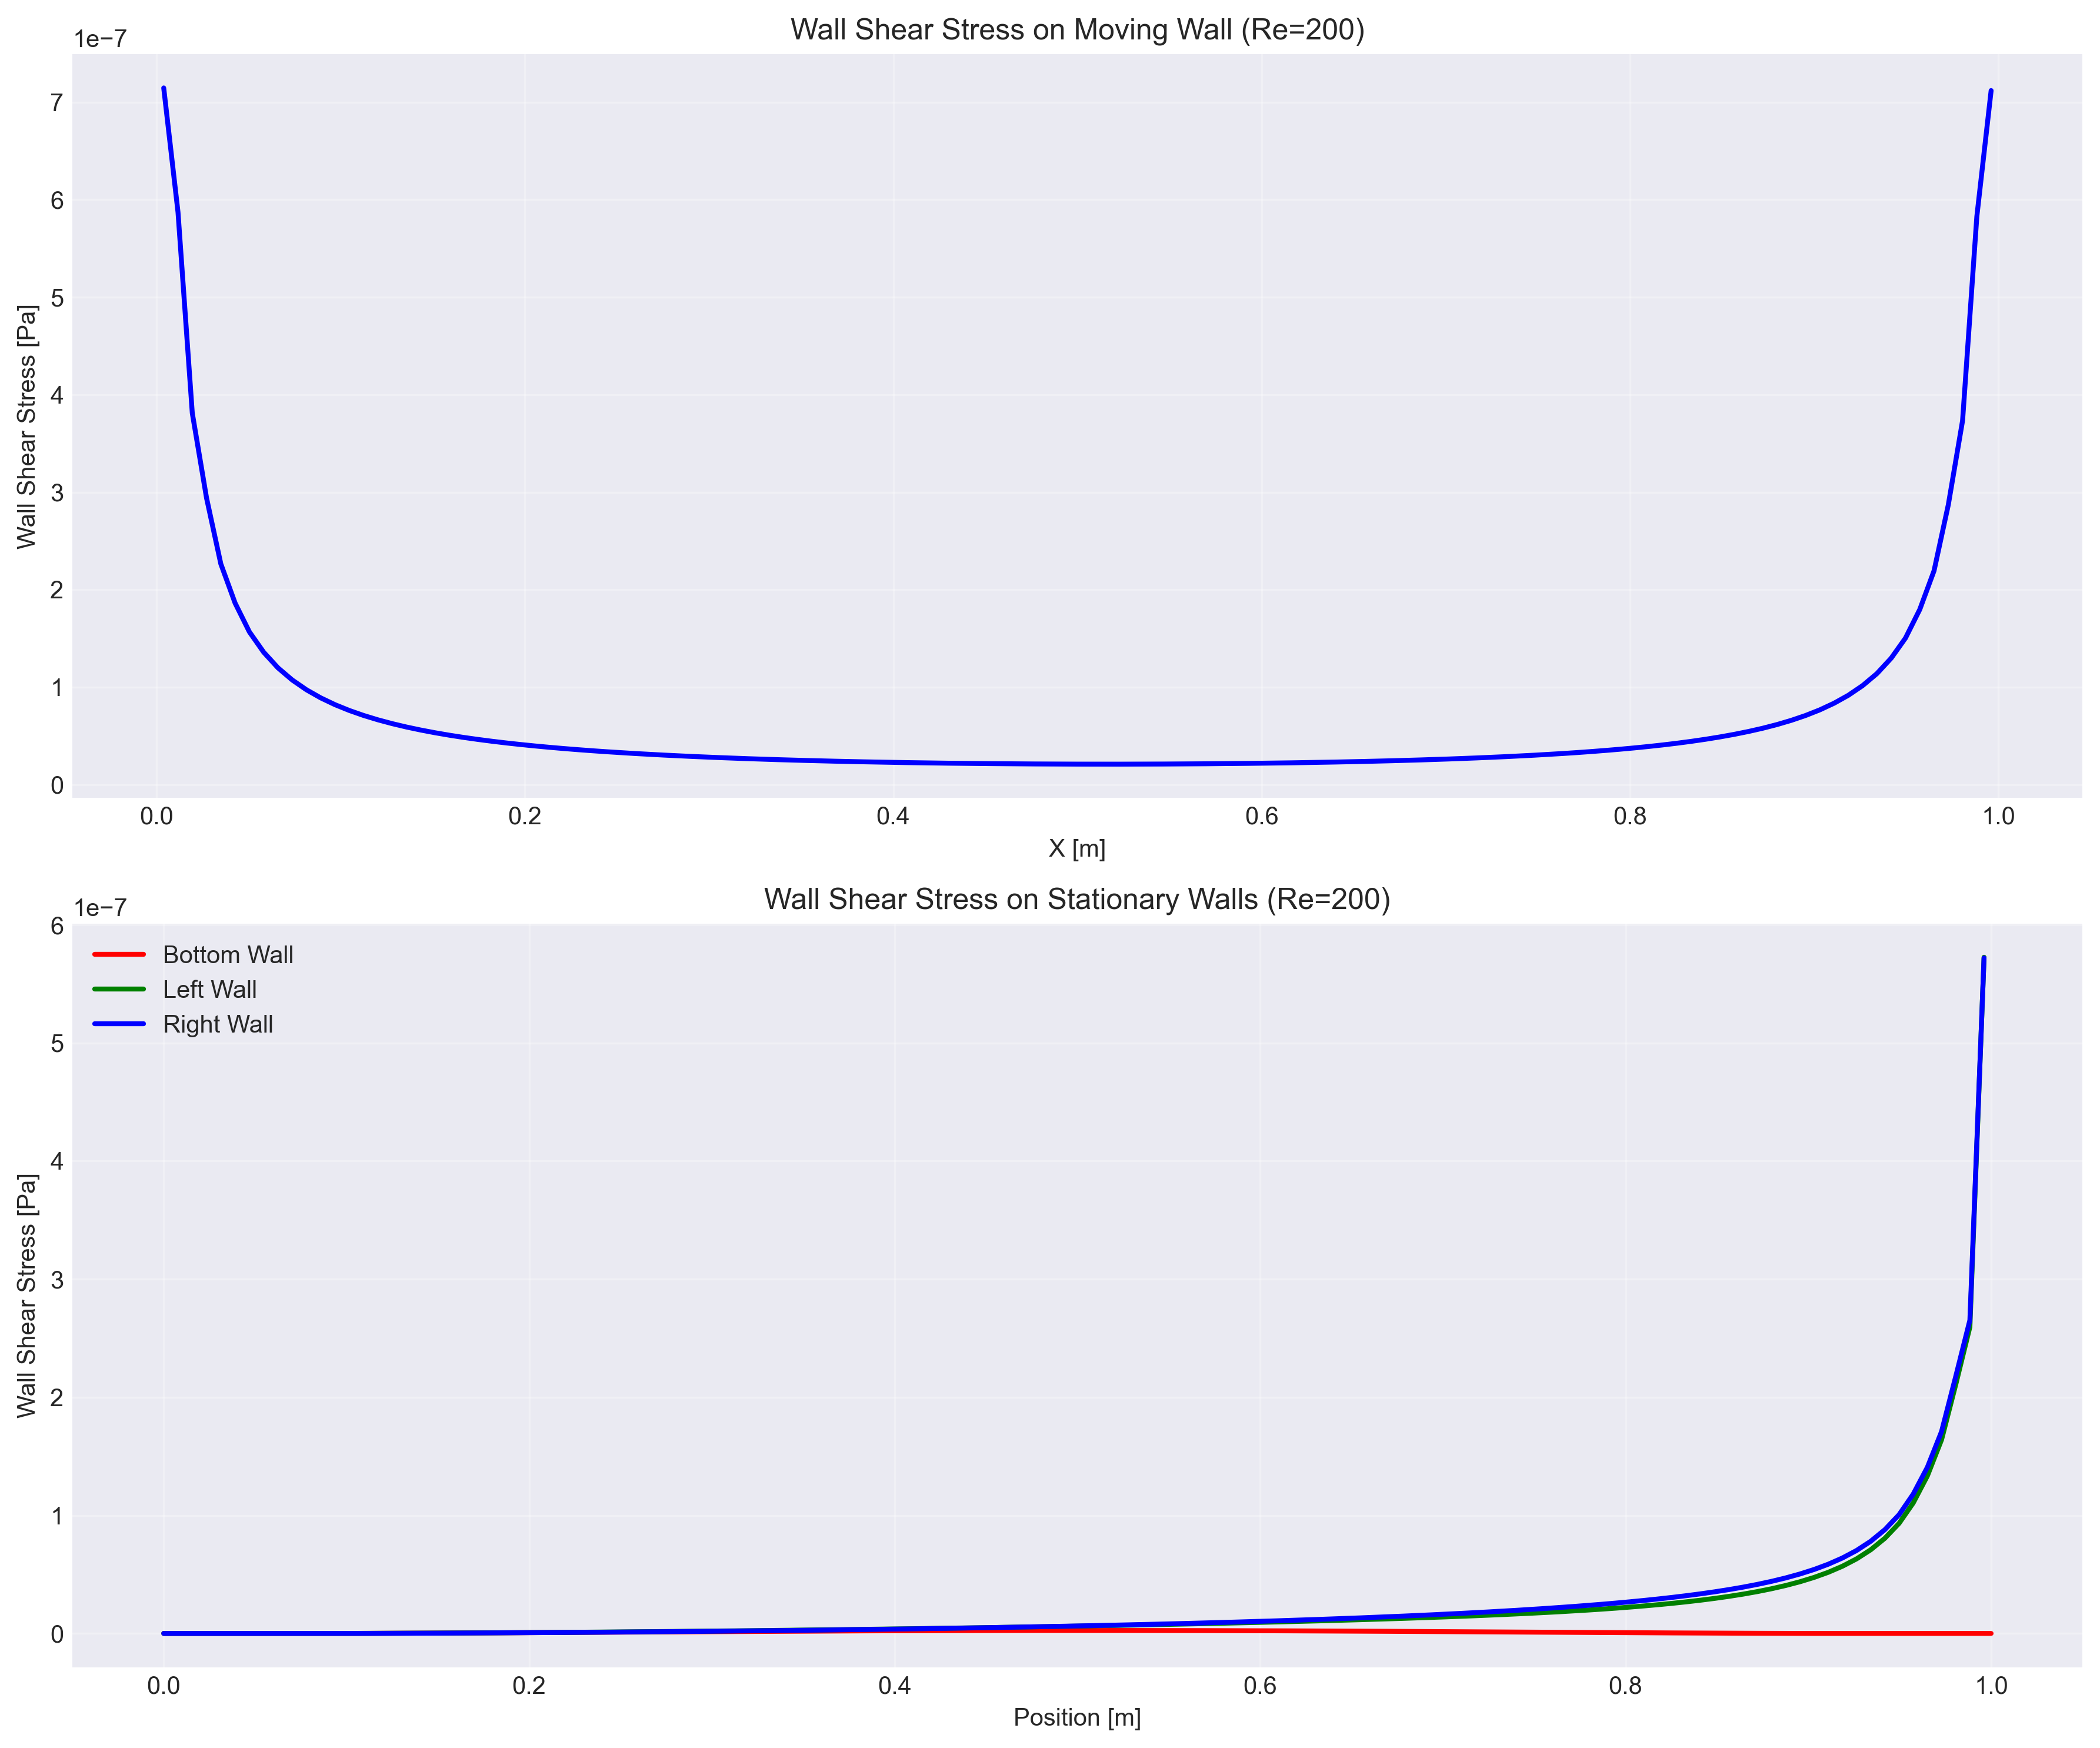 Wall Shear Stress on Moving Wall (Re=200)
1e−7
7
6
5
4
3
2
1
0
Wall Shear Stress [Pa]
0.0 0.2 0.4 0.6 0.8 1.0
X [m]
Wall Shear Stress on Stationary Walls (Re=200)
1e−7
6
5
4
3
2
1
0
Wall Shear Stress [Pa]
Bottom Wall
Left Wall
Right Wall
0.0 0.2 0.4 0.6 0.8 1.0
Position [m]